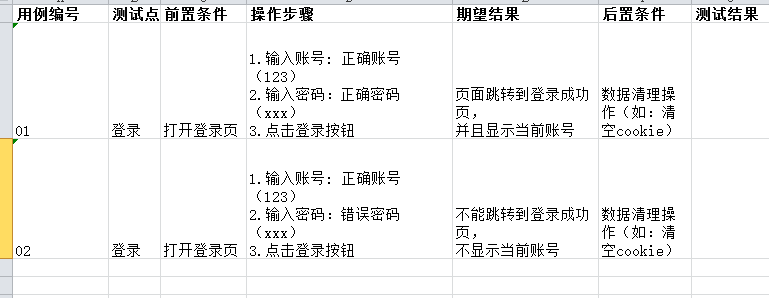 用例编号 测试点 前置条件 操作步骤 期望结果 后置条件 测试结果
1.输入账号: 正确账号
（123）
2.输入密码：正确密码 页面跳转到登录成功 数据清理操
（xxx） 页， 作（如：清
01 登录 打开登录页 3.点击登录按钮 并且显示当前账号 空cookie）
1.输入账号: 正确账号
（123）
2.输入密码：错误密码 不能跳转到登录成功 数据清理操
（xxx） 页， 作（如：清
02 登录 打开登录页 3.点击登录按钮 不显示当前账号 空cookie）